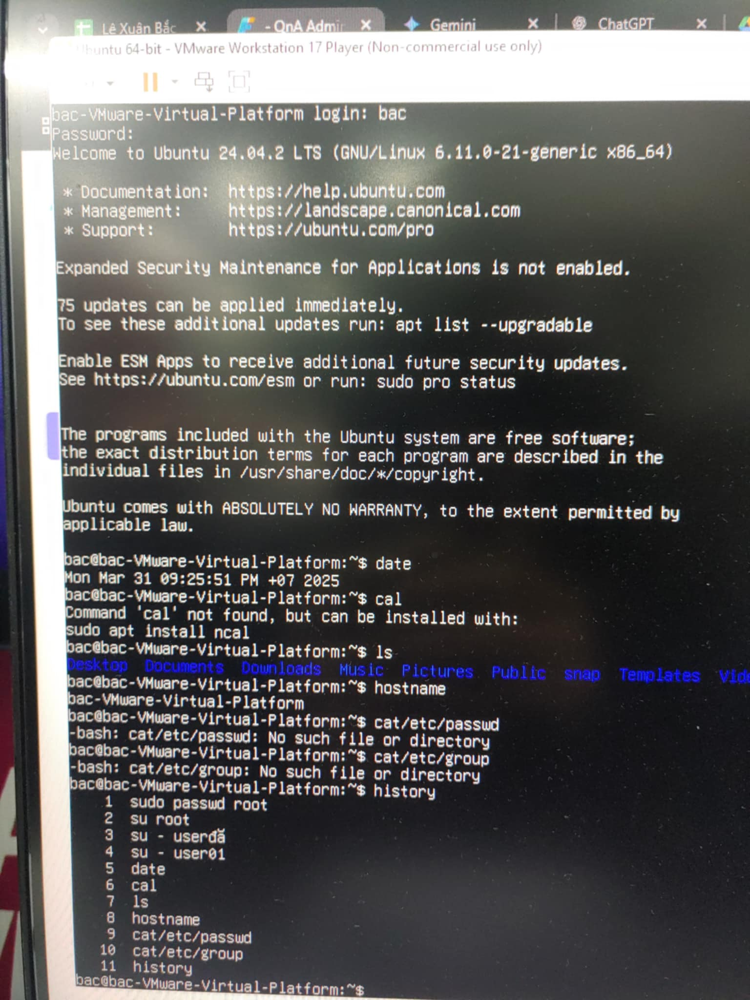 Lê Xuân Bắc
- QnA Admi
Gemini
ChatGPT
buntu 64-bit - VMware Workstation 17 Player (Non-commercial use only)
bac-VMware-Virtual-Platform login: bac
Password:
Welcome to Ubuntu 24.04.2 LTS (GNU/Linux 6.11.0-21-generic x86_64)
* Documentation: https://help.ubuntu.com
* Management: https://landscape.canonical.com
* Support: https://ubuntu.com/pro
Expanded Security Maintenance for Applications is not enabled.
75 updates can be applied immediately.
To see these additional updates run: apt list --upgradable
Enable ESM Apps to receive additional future security updates.
See https://ubuntu.com/esm or run: sudo pro status
The programs included with the Ubuntu system are free software;
the exact distribution terms for each program are described in the
individual files in /usr/share/doc/*/copyright.
Ubuntu comes with ABSOLUTELY NO WARRANTY, to the extent permitted by
applicable law.
bac@bac-VMware-Virtual-Platform:~$ date
Mon Mar 31 09:25:51 PM +07 2025
bac@bac-VMware-Virtual-Platform:~$ cal
Command 'cal' not found, but can be installed with:
sudo apt install ncal
bac@bac-VMware-Virtual-Platform:~$ ls
Desktop Documents Downloads Music Pictures Public snap Templates Vide
bac@bac-VMware-Virtual-Platform:~$ hostname
bac-VMware-Virtual-Platform
bac@bac-VMware-Virtual-Platform:~$ cat/etc/passwd
-bash: cat/etc/passwd: No such file or directory
bac@bac-VMware-Virtual-Platform:~$ cat/etc/group
-bash: cat/etc/group: No such file or directory
bac@bac-VMware-Virtual-Platform:~$ history
1 sudo passwd root
2 su root
3 su - userđã
4 su - user01
5 date
6 cal
7 ls
8 hostname
9 cat/etc/passwd
10 cat/etc/group
11 history
bac@bac-VMware-Virtual-Platform:~$